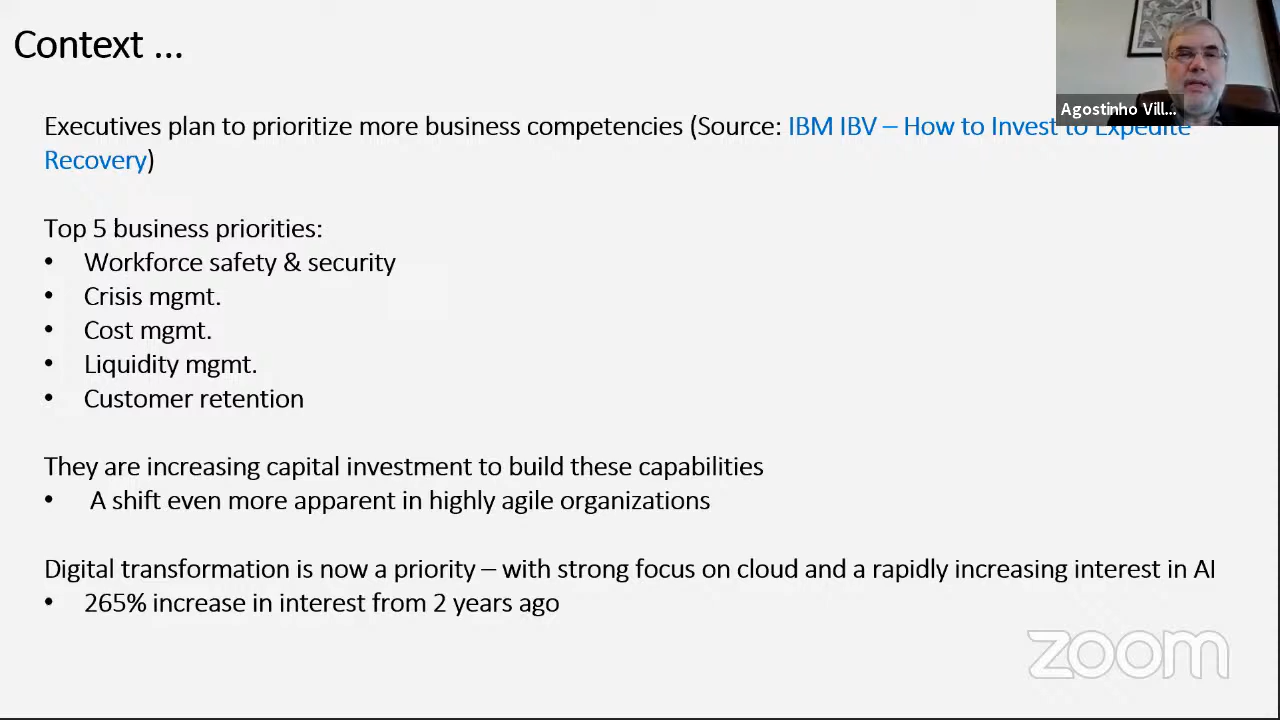 Context ...
Agostinho Vill...
Executives plan to prioritize more business competencies (Source: IBM IBV – How to Invest to Expedite
Recovery)
Top 5 business priorities:
• Workforce safety & security
• Crisis mgmt.
• Cost mgmt.
• Liquidity mgmt.
• Customer retention
They are increasing capital investment to build these capabilities
• A shift even more apparent in highly agile organizations
Digital transformation is now a priority – with strong focus on cloud and a rapidly increasing interest in AI
• 265% increase in interest from 2 years ago
zoom